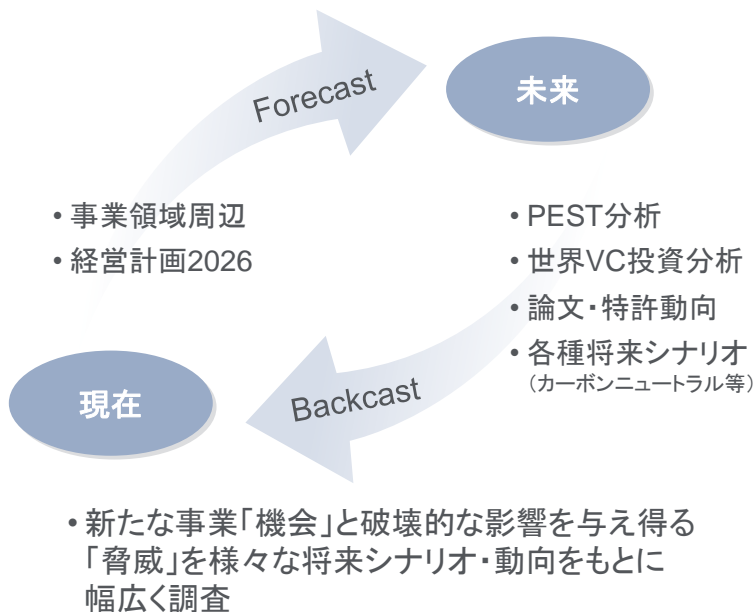 Forecast
未来
• 事業領域周辺
• 経営計画2026
• PEST分析
• 世界VC投資分析
• 論文・特許動向
• 各種将来シナリオ
（カーボンニュートラル等）
現在
Backcast
• 新たな事業「機会」と破壊的な影響を与え得る
「脅威」を様々な将来シナリオ・動向をもとに
幅広く調査